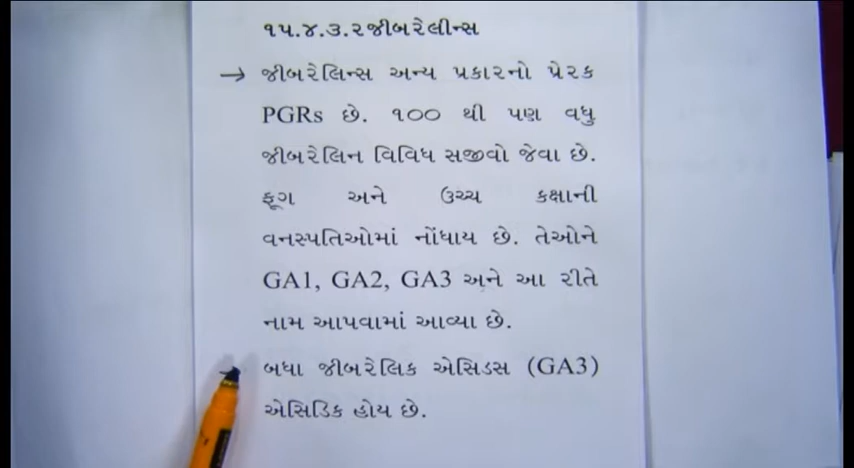 ૧૫.૪.૩.૨જીબરેલીન્સ
→ જીબરેલિન્સ અન્ય પ્રકારનો પ્રેરક
PGRs છે. ૧૦૦ થી પણ વધુ
જીબરેલિન વિવિધ સજીવો જેવા છે.
ફૂગ અને ઉચ્ચ કક્ષાની
વનસ્પતિઓમાં નોંધાય છે. તેઓને
GA1, GA2, GA3 અને આ રીતે
નામ આપવામાં આવ્યા છે.
બધા જીબરેલિક એસિડસ (GA3)
એસિડિક હોય છે.